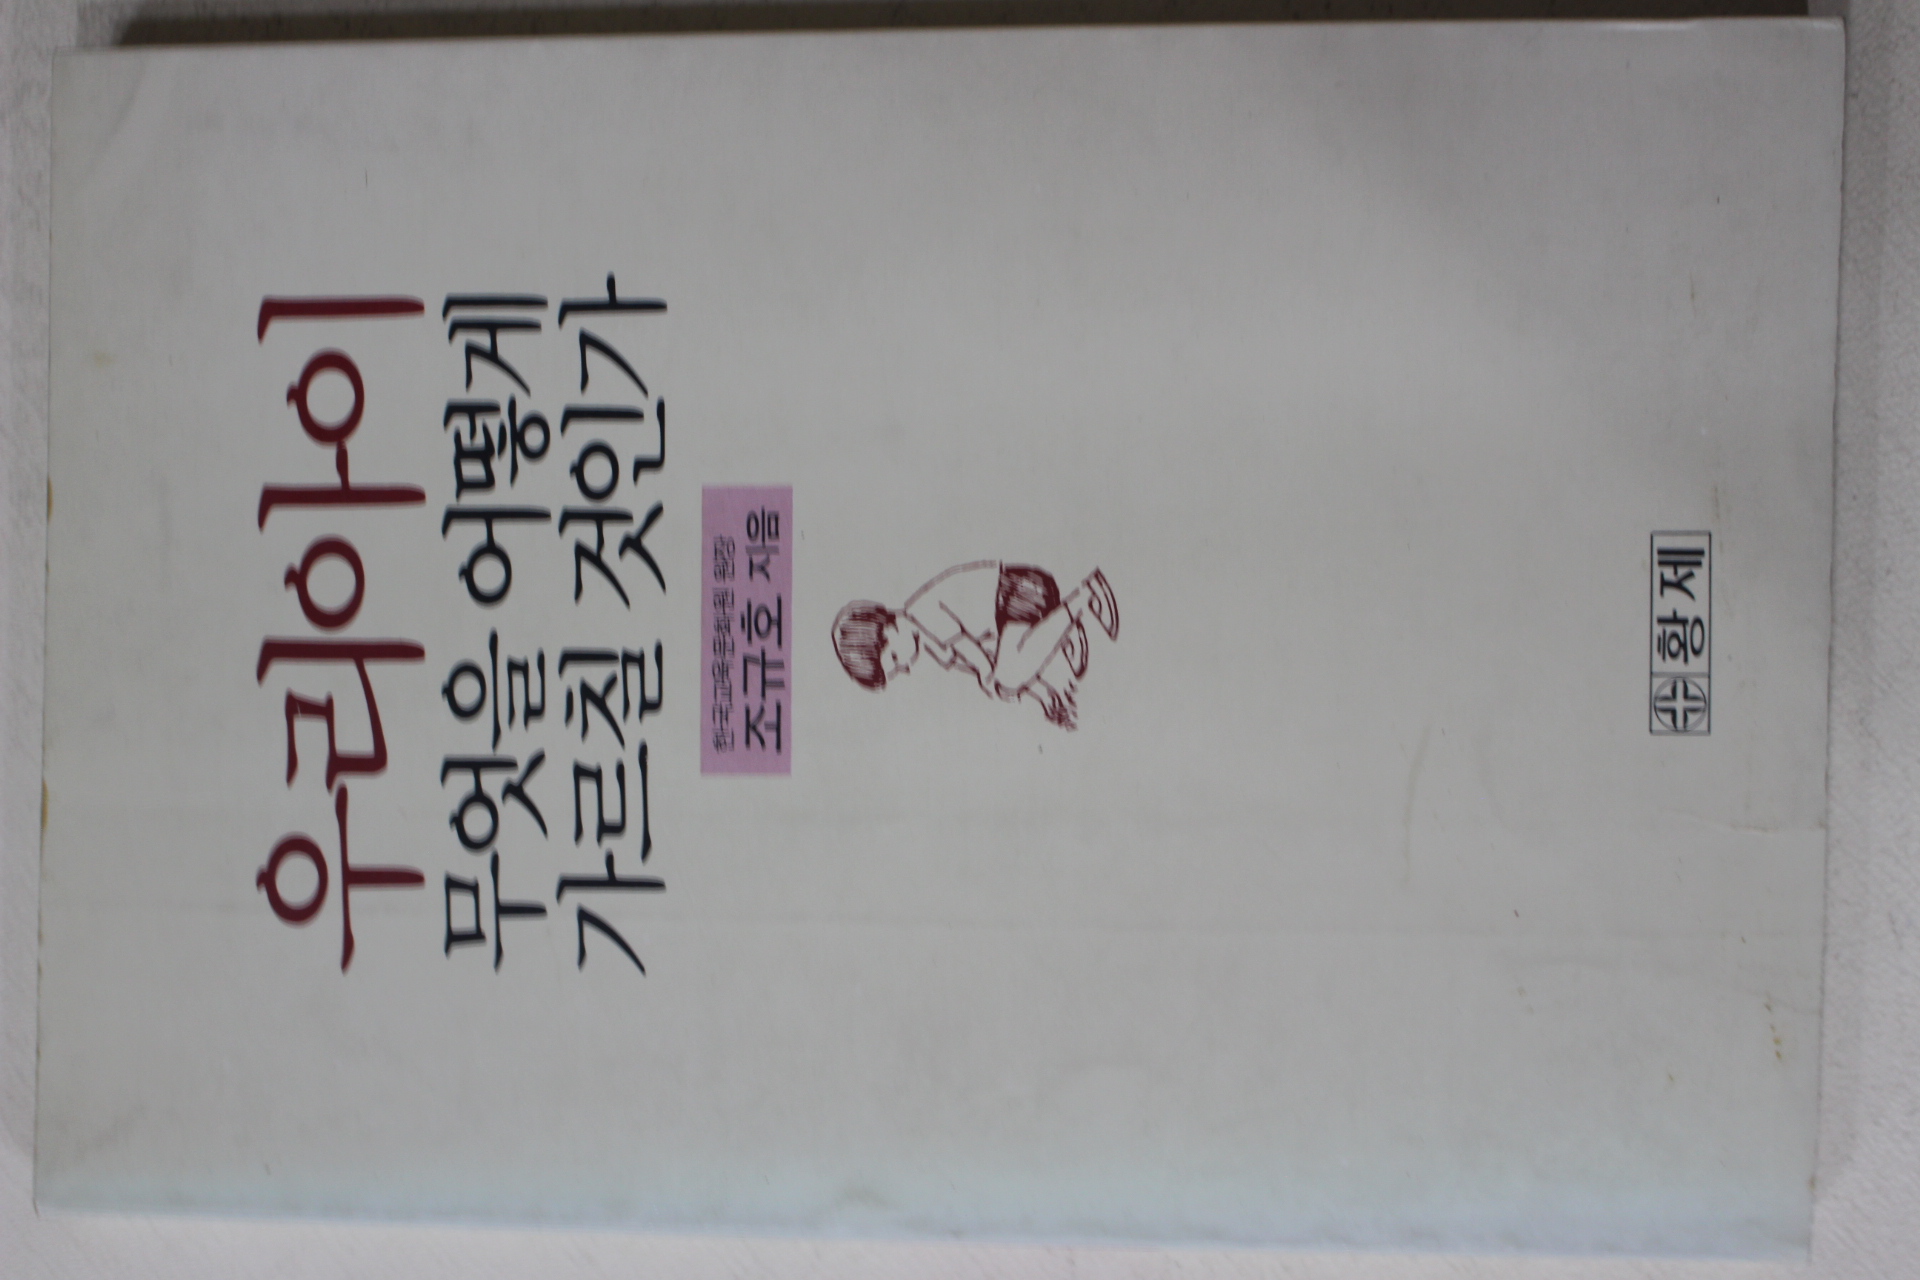 우리아이
무엇을 어떻게
가르칠 것인가
한국교육문화원 원장
조규호 지음
황제